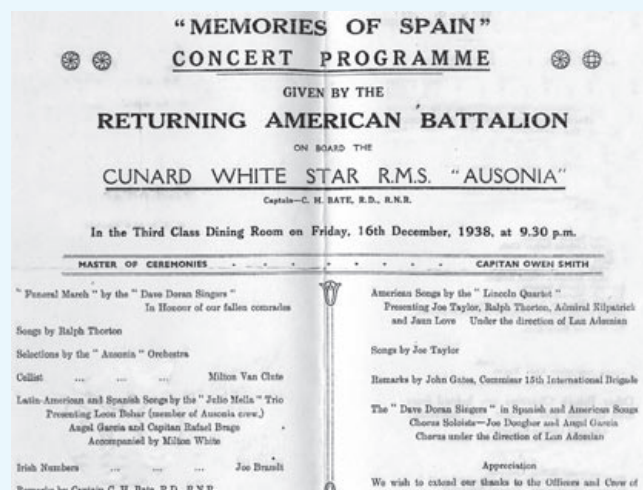 "MEMORIES OF SPAIN"
CONCERT PROGRAMME
GIVEN BY THE
RETURNING AMERICAN BATTALION
ON BOARD THE
CUNARD WHITE STAR R.M.S. "AUSONIA"
Captain—C. H. BATE, R.D., R.N.R.
In the Third Class Dining Room on Friday, 16th December, 1938, at 9.30 p.m.
MASTER OF CEREMONIES - - - - - - - CAPITAN OWEN SMITH
"Funeral March" by the "Dave Doran Singers"
In Honour of our fallen comrades
Songs by Ralph Thorton
Selections by the "Ausonia" Orchestra
Cellist ... ... ... Milton Van Clute
Latin-American and Spanish Songs by the "Julio Mella" Trio
Presenting Leon Behar (member of Ausonia crew,)
Angel Garcia and Capitan Rafael Brage
Accompanied by Milton White
Irish Numbers ... ... ... Joe Brandt
Remarks by Captain C. H. Bate, R.D., R.N.R.
American Songs by the "Lincoln Quartet"
Presenting Joe Taylor, Ralph Thorton, Admiral Kilpatrick
and Juan Love Under the direction of Lan Adomian
Songs by Joe Taylor
Remarks by John Gates, Commissar 15th International Brigade
The "Dave Doran Singers" in Spanish and American Songs
Chorus Soloists—Joe Dougher and Angel Garcia
Chorus under the direction of Lan Adomian
Appreciation
We wish to extend our thanks to the Officers and Crew of